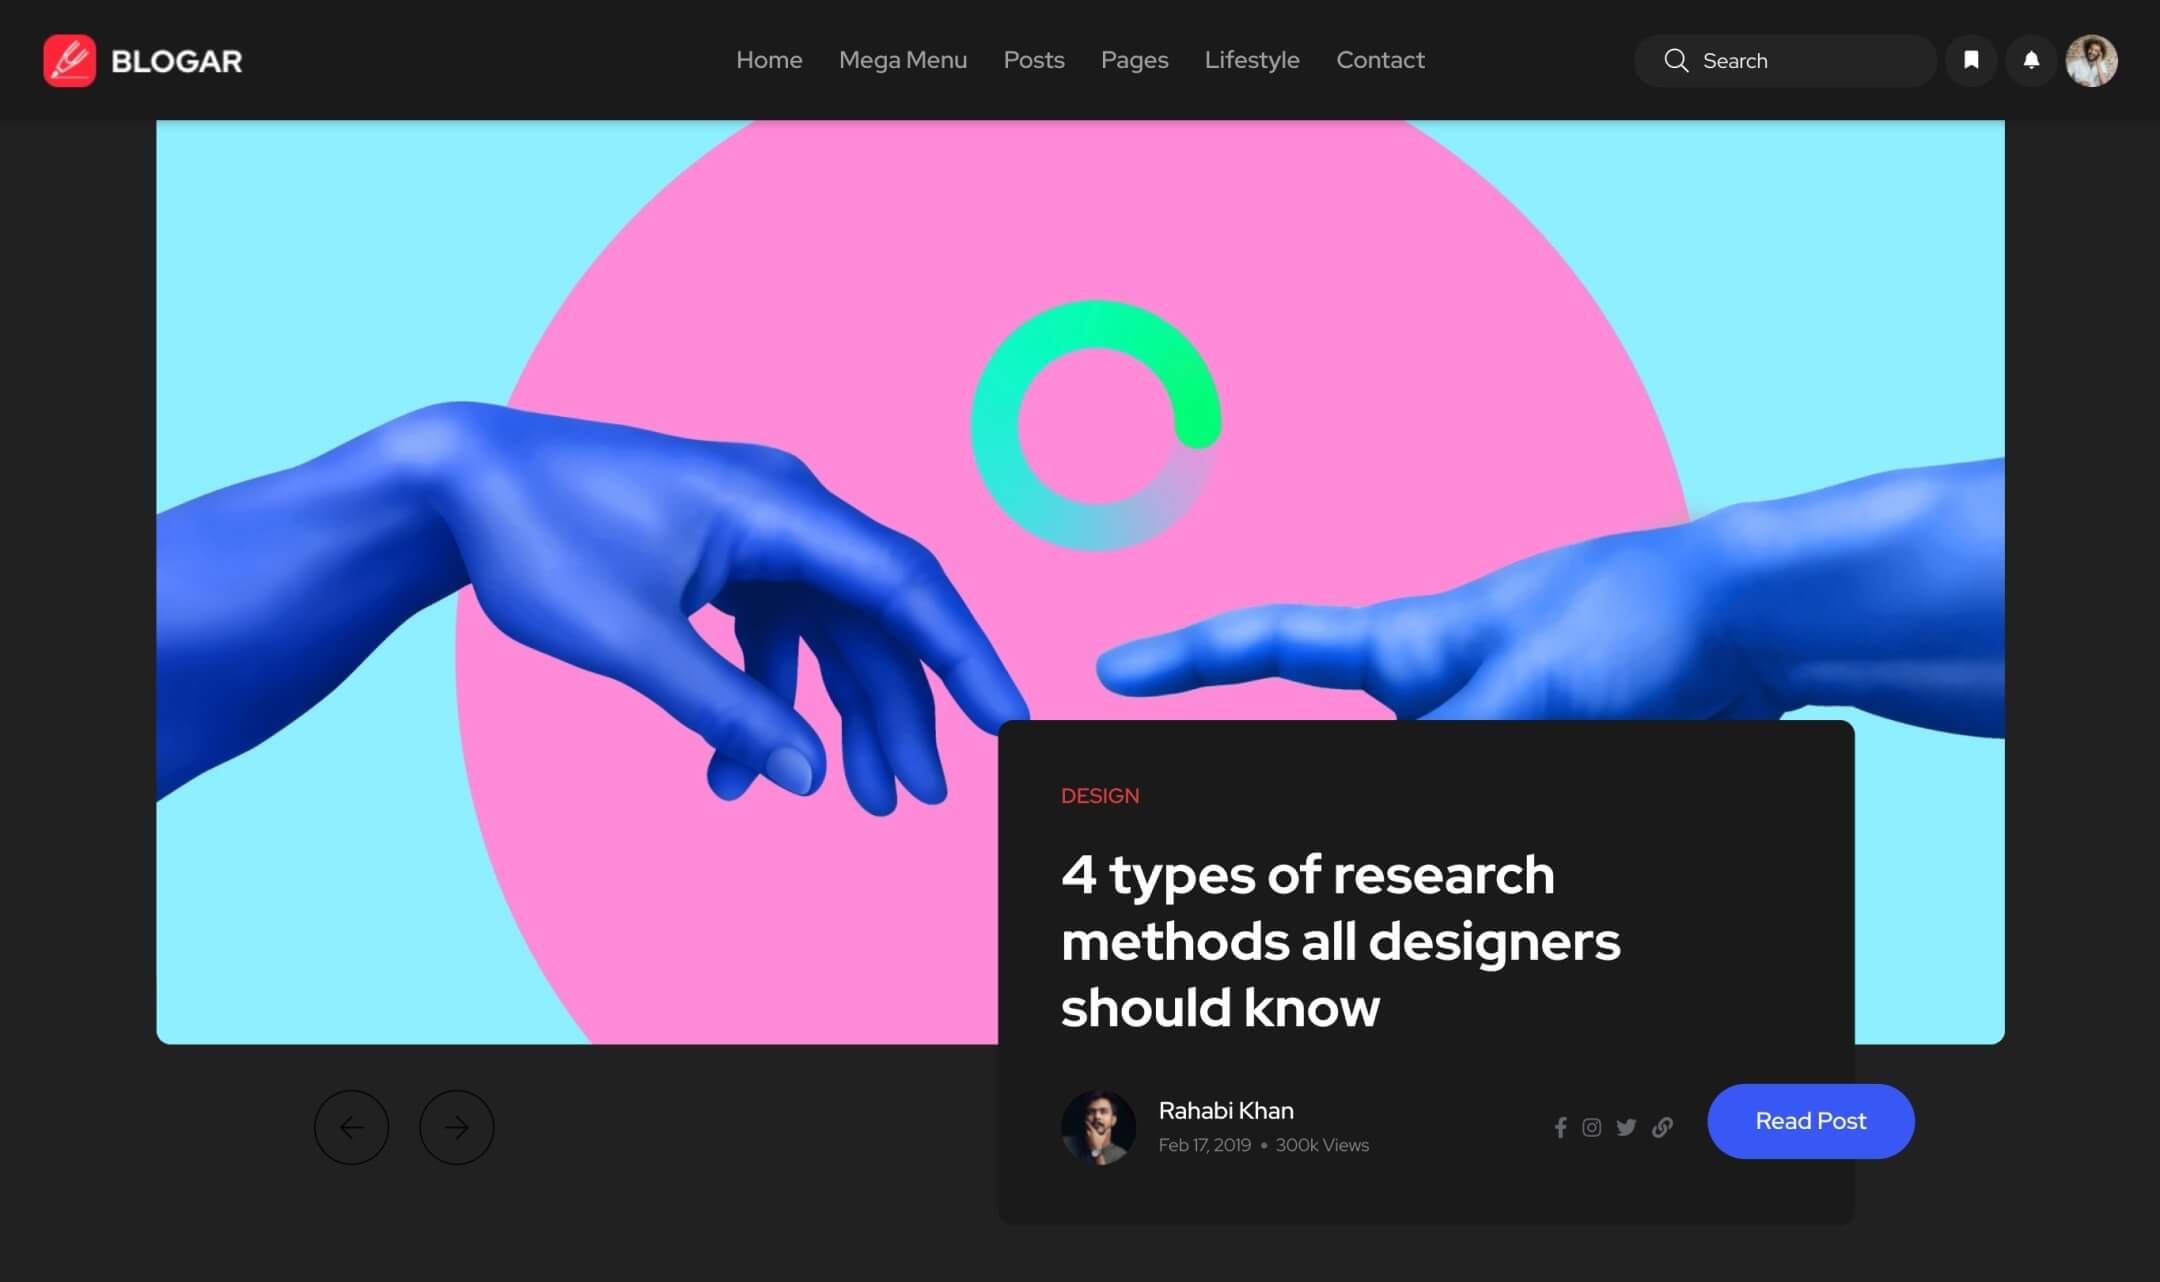 BLOGAR
Home Mega Menu Posts Pages Lifestyle Contact
Search
DESIGN
4 types of research
methods all designers
should know
Rahabi Khan
Feb 17, 2019 • 300k Views
Read Post